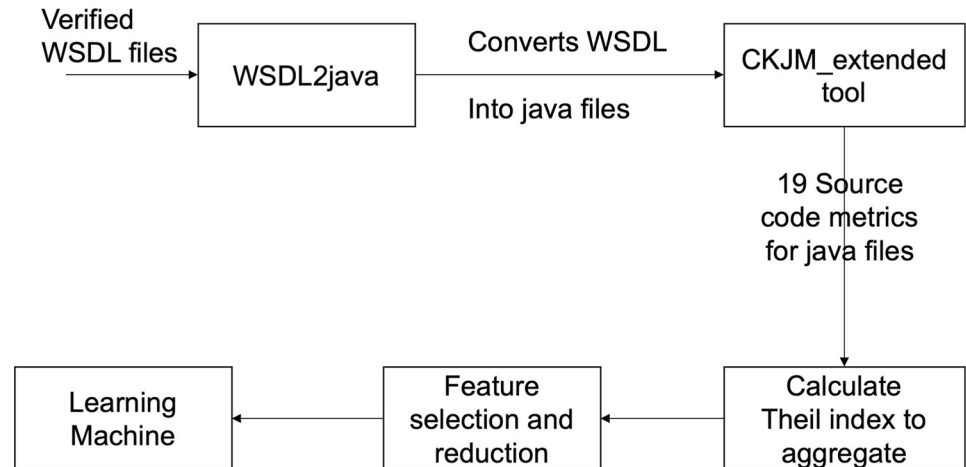 Verified
WSDL files
WSDL2java
Converts WSDL
Into java files
CKJM_extended
tool
19 Source
code metrics
for java files
Learning
Machine
Feature
selection and
reduction
Calculate
Theil index to
aggregate